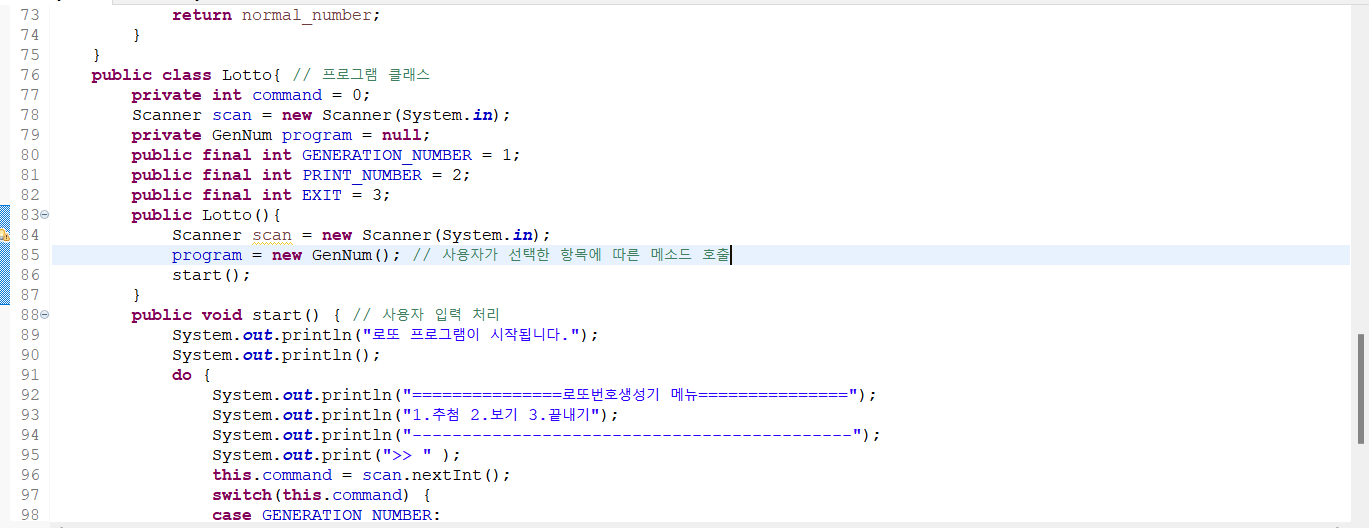 73 return normal_number;
74 }
75 }
76 public class Lotto{ // 프로그램 클래스
77 private int command = 0;
78 Scanner scan = new Scanner(System.in);
79 private GenNum program = null;
80 public final int GENERATION_NUMBER = 1;
81 public final int PRINT_NUMBER = 2;
82 public final int EXIT = 3;
83 public Lotto(){
84 Scanner scan = new Scanner(System.in);
85 program = new GenNum(); // 사용자가 선택한 항목에 따른 메소드 호출
86 start();
87 }
88 public void start() { // 사용자 입력 처리
89 System.out.println("로또 프로그램이 시작됩니다.");
90 System.out.println();
91 do {
92 System.out.println("===============로또번호생성기 메뉴===============");
93 System.out.println("1.추첨 2.보기 3.끝내기");
94 System.out.println("--------------------------------------------");
95 System.out.print(">> " );
96 this.command = scan.nextInt();
97 switch(this.command) {
98 case GENERATION_NUMBER: